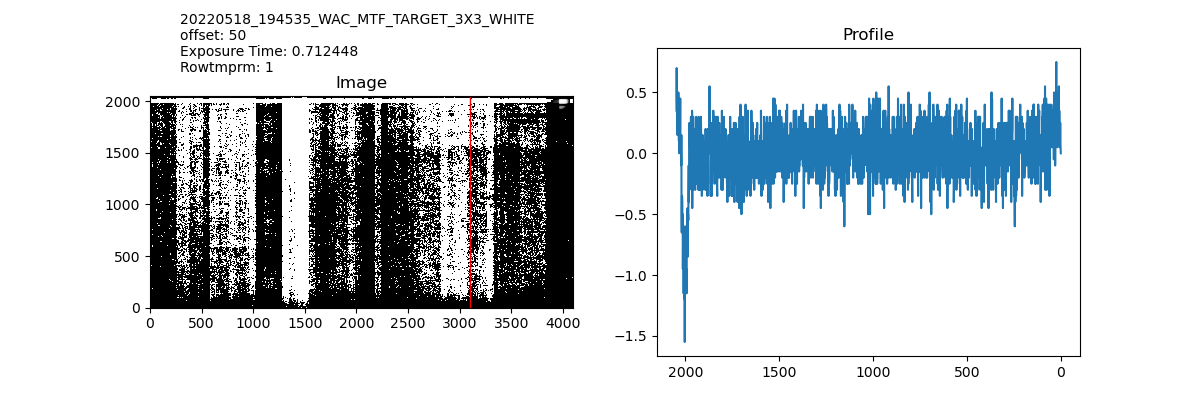 20220518_194535_WAC_MTF_TARGET_3X3_WHITE
offset: 50
Exposure Time: 0.712448
Rowtmprm: 1
Image
2000
1500
1000
500
0
0 500 1000 1500 2000 2500 3000 3500 4000
Profile
0.5
0.0
−0.5
−1.0
−1.5
2000 1500 1000 500 0